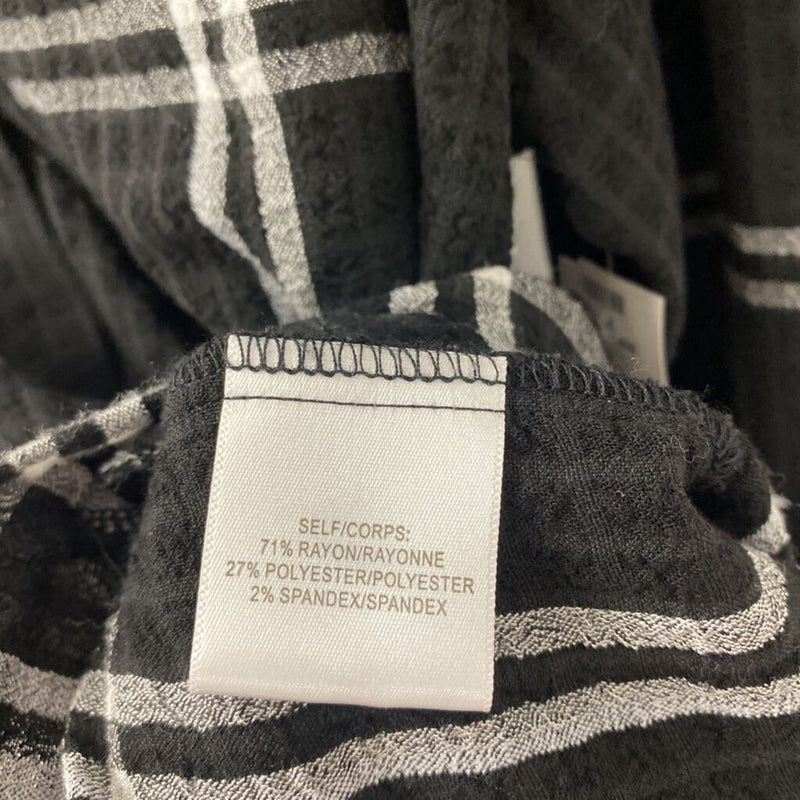 SELF/CORPS:
71% RAYON/RAYONNE
27% POLYESTER/POLYESTER
2% SPANDEX/SPANDEX